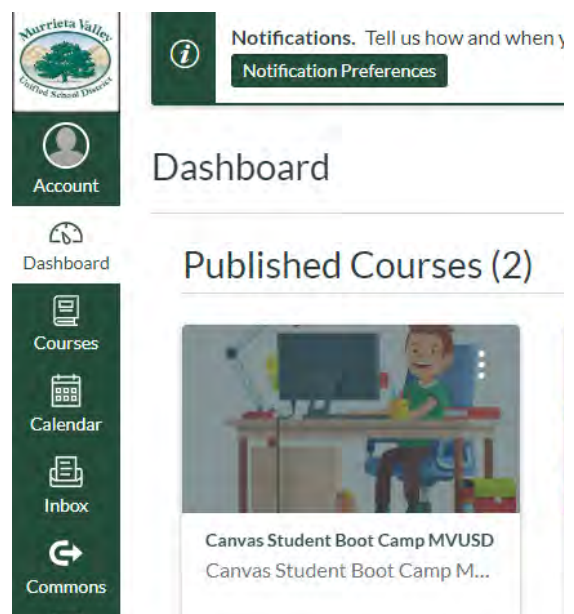 Murrieta Valley
Unified School District
Notifications. Tell us how and when y
Notification Preferences
Account
Dashboard
Dashboard
Published Courses (2)
Courses
Calendar
Inbox
Commons
Canvas Student Boot Camp MVUSD
Canvas Student Boot Camp M...